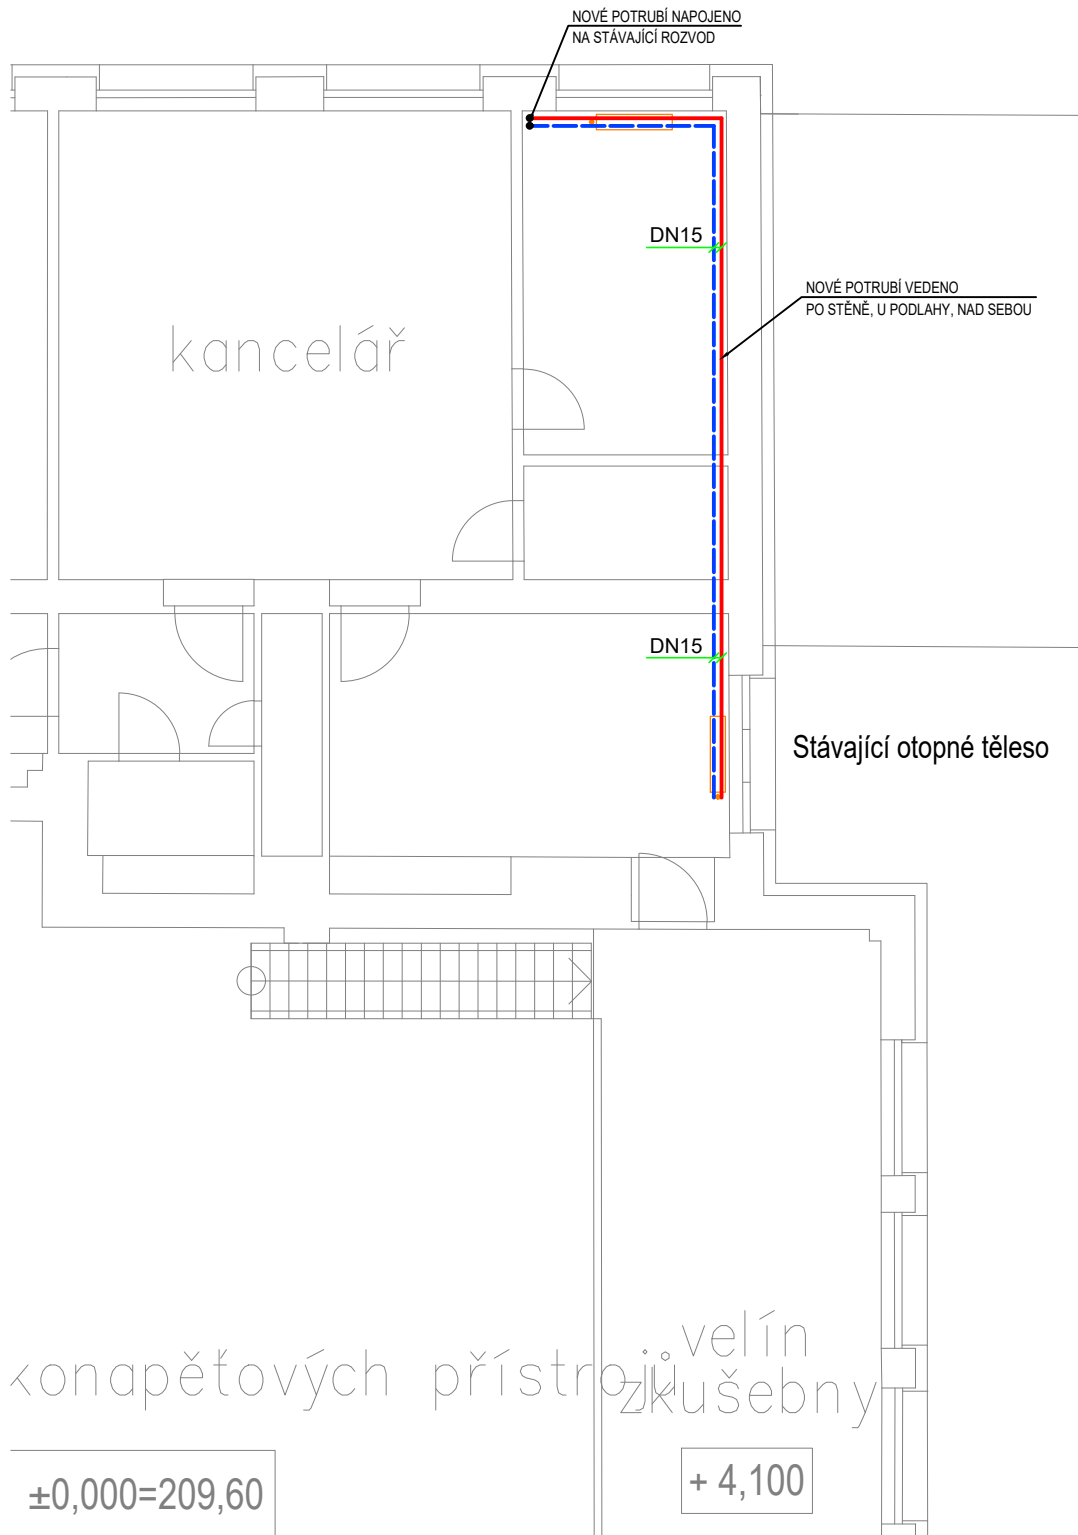 NOVÉ POTRUBÍ NAPOJENO
NA STÁVAJÍCÍ ROZVOD
DN15
NOVÉ POTRUBÍ VEDENO
PO STĚNĚ, U PODLAHY, NAD SEBOU
kancelář
DN15
Stávající otopné těleso
velín
zkušebny
konapěťových přístrojů
±0,000=209,60
+ 4,100